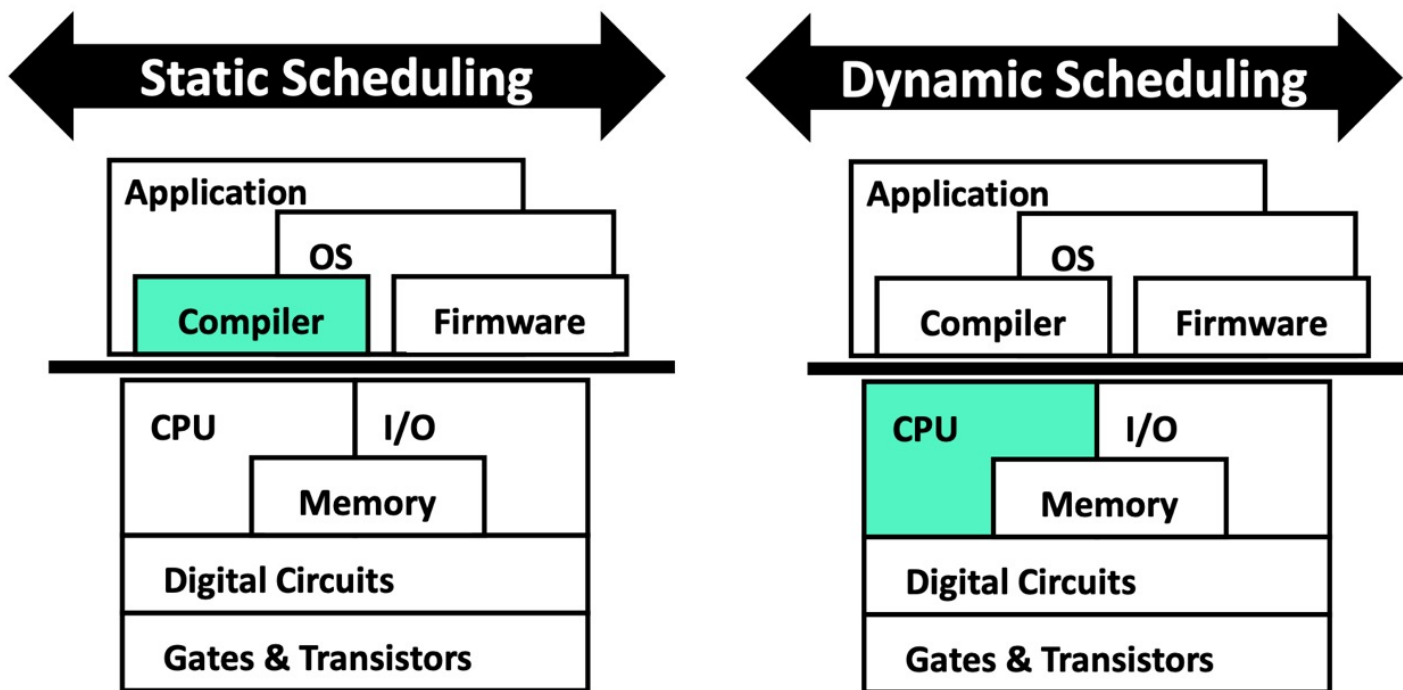 Static Scheduling
Application
OS
Compiler
Firmware
CPU
I/O
Memory
Digital Circuits
Gates & Transistors
Dynamic Scheduling
Application
OS
Compiler
Firmware
CPU
I/O
Memory
Digital Circuits
Gates & Transistors